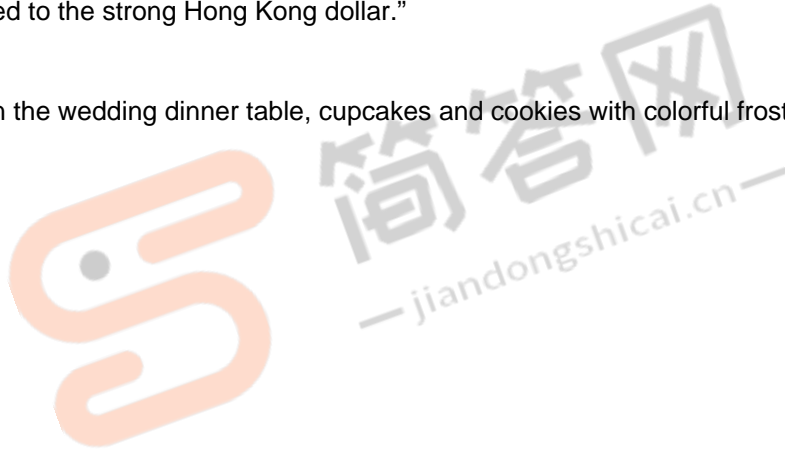 ed to the strong Hong Kong dollar.”
n the wedding dinner table, cupcakes and cookies with colorful frost
简答网
jiandongshicai.cn